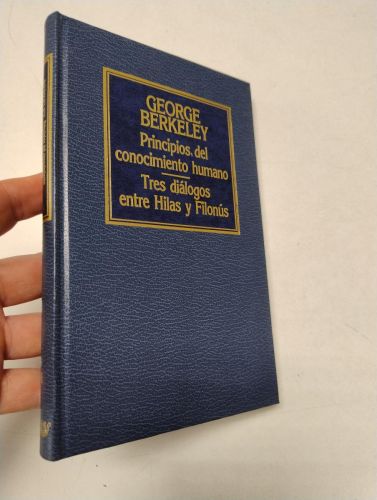 GEORGE
BERKELEY
Principios del
conocimiento humano
Tres diálogos
entre Hilas y Filonús